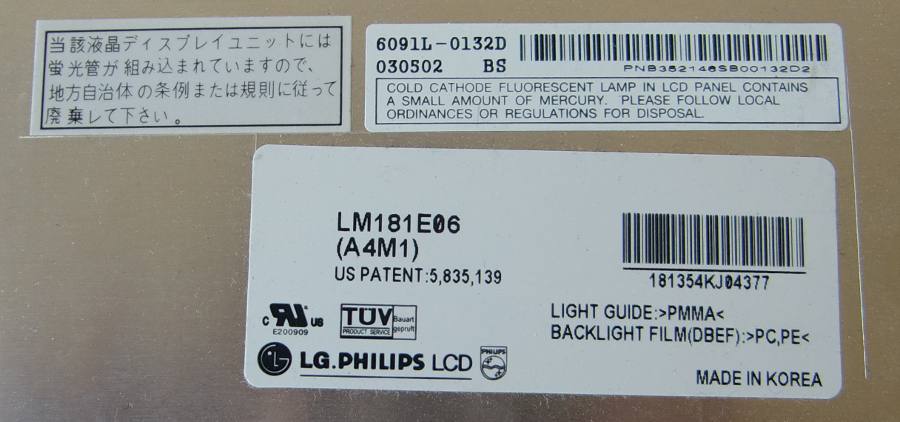 当該液晶ディスプレイユニットには
蛍光管が組み込まれていますので、
地方自治体の条例または規則に従って
廃棄して下さい。
6091L-0132D
030502 BS
PNB382146SB00132D2
COLD CATHODE FLUORESCENT LAMP IN LCD PANEL CONTAINS
A SMALL AMOUNT OF MERCURY. PLEASE FOLLOW LOCAL
ORDINANCES OR REGULATIONS FOR DISPOSAL.
LM181E06
(A4M1)
US PATENT:5,835,139
181354KJ04377
c RU US
E200909
TÜV
PRODUCT SERVICE
Bauart
geprüft
LIGHT GUIDE:>PMMA<
BACKLIGHT FILM(DBEF):>PC,PE<
LG
LG.PHILIPS LCD
PHILIPS
MADE IN KOREA